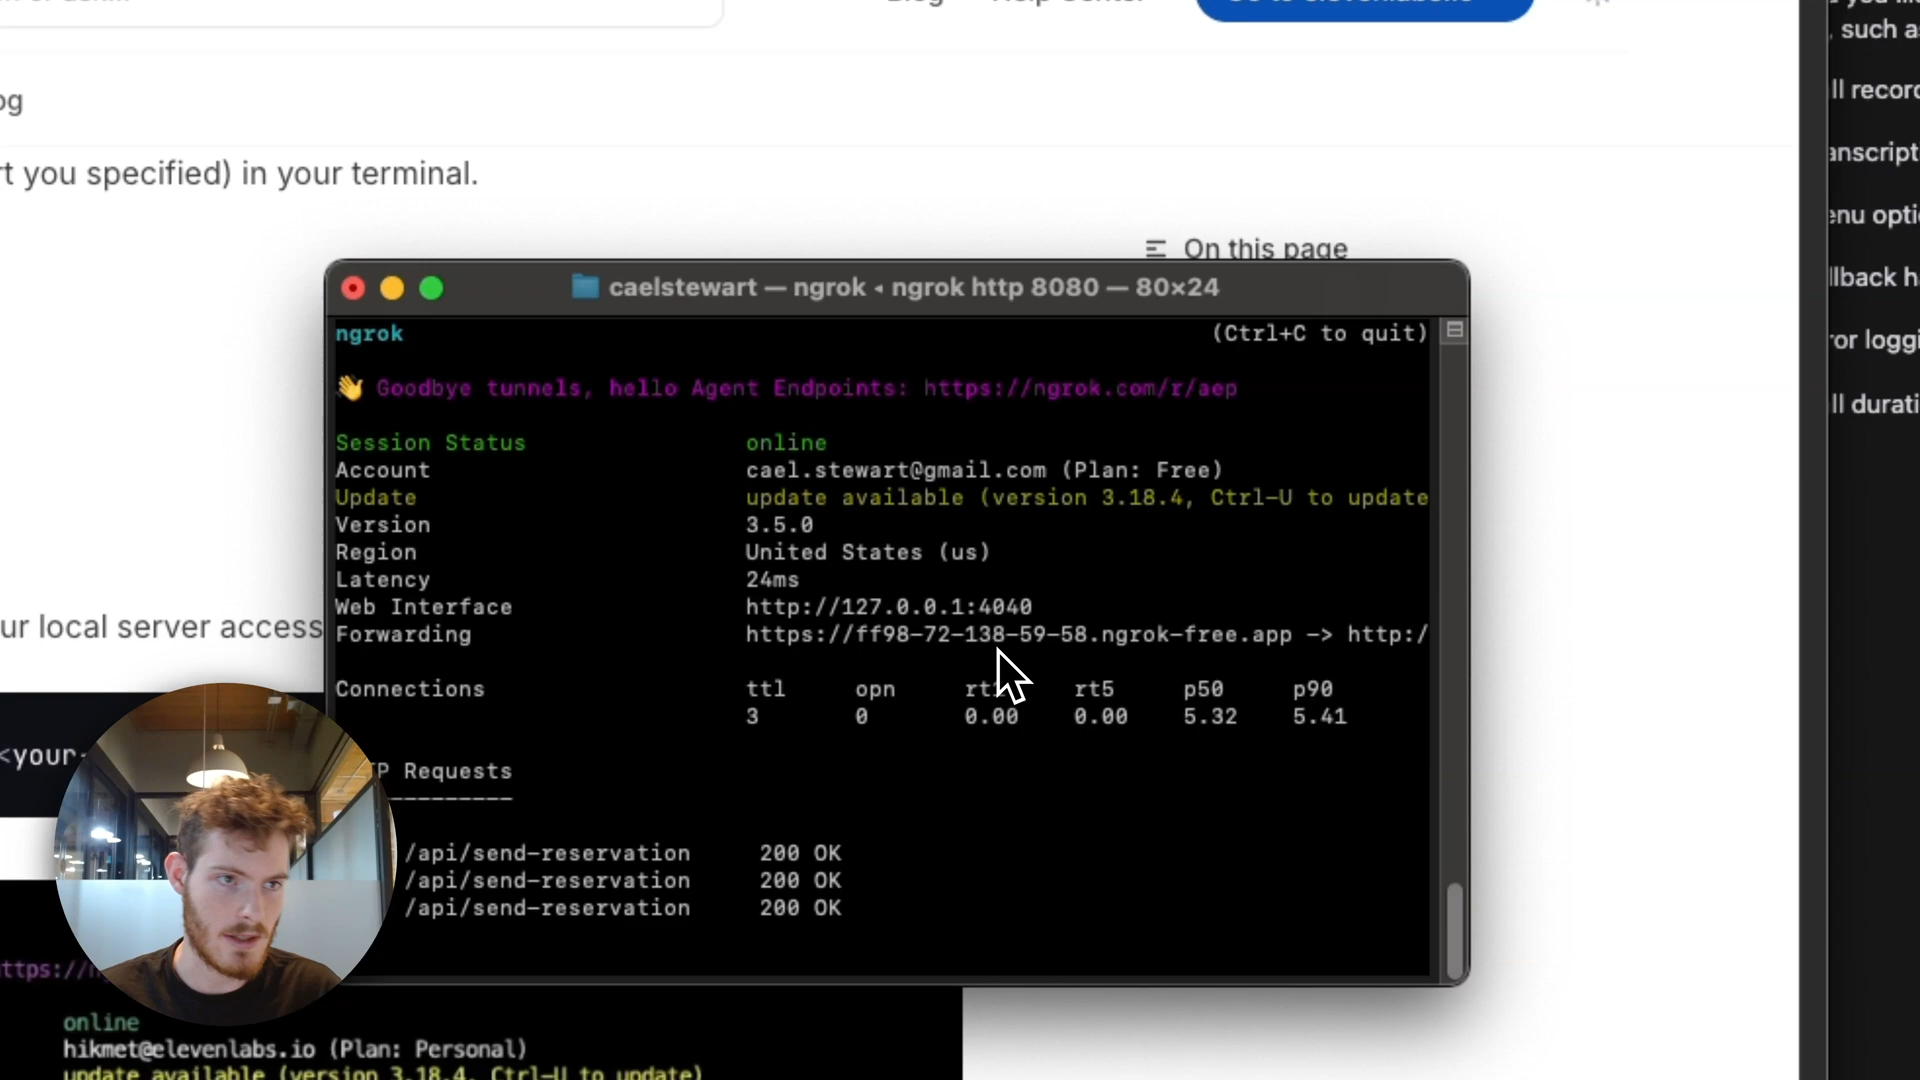 og
rt you specified) in your terminal.
On this page
caelstewart — ngrok ◂ ngrok http 8080 — 80×24
ngrok (Ctrl+C to quit)
👋 Goodbye tunnels, hello Agent Endpoints: https://ngrok.com/r/aep
Session Status online
Account cael.stewart@gmail.com (Plan: Free)
Update update available (version 3.18.4, Ctrl-U to update
Version 3.5.0
Region United States (us)
Latency 24ms
Web Interface http://127.0.0.1:4040
Forwarding https://ff98-72-138-59-58.ngrok-free.app -> http:/
Connections ttl opn rt1 rt5 p50 p90
3 0 0.00 0.00 5.32 5.41
P Requests
/api/send-reservation 200 OK
/api/send-reservation 200 OK
/api/send-reservation 200 OK
ur local server access
<your-
ttps://
online
hikmet@elevenlabs.io (Plan: Personal)
update available (version 3.18.4, Ctrl-U to update)
, such as
ll record
anscript
enu opti
llback h
ror loggi
ll durati